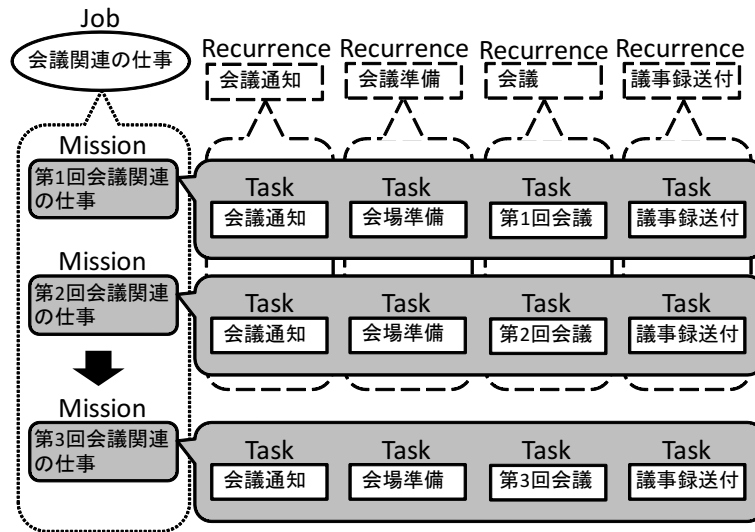 Job
会議関連の仕事
Recurrence Recurrence Recurrence Recurrence
会議通知 会議準備 会議 議事録送付
Mission
第1回会議関連
の仕事
Task Task Task Task
会議通知 会場準備 第1回会議 議事録送付
Mission
第2回会議関連
の仕事
Task Task Task Task
会議通知 会場準備 第2回会議 議事録送付
Mission
第3回会議関連
の仕事
Task Task Task Task
会議通知 会場準備 第3回会議 議事録送付